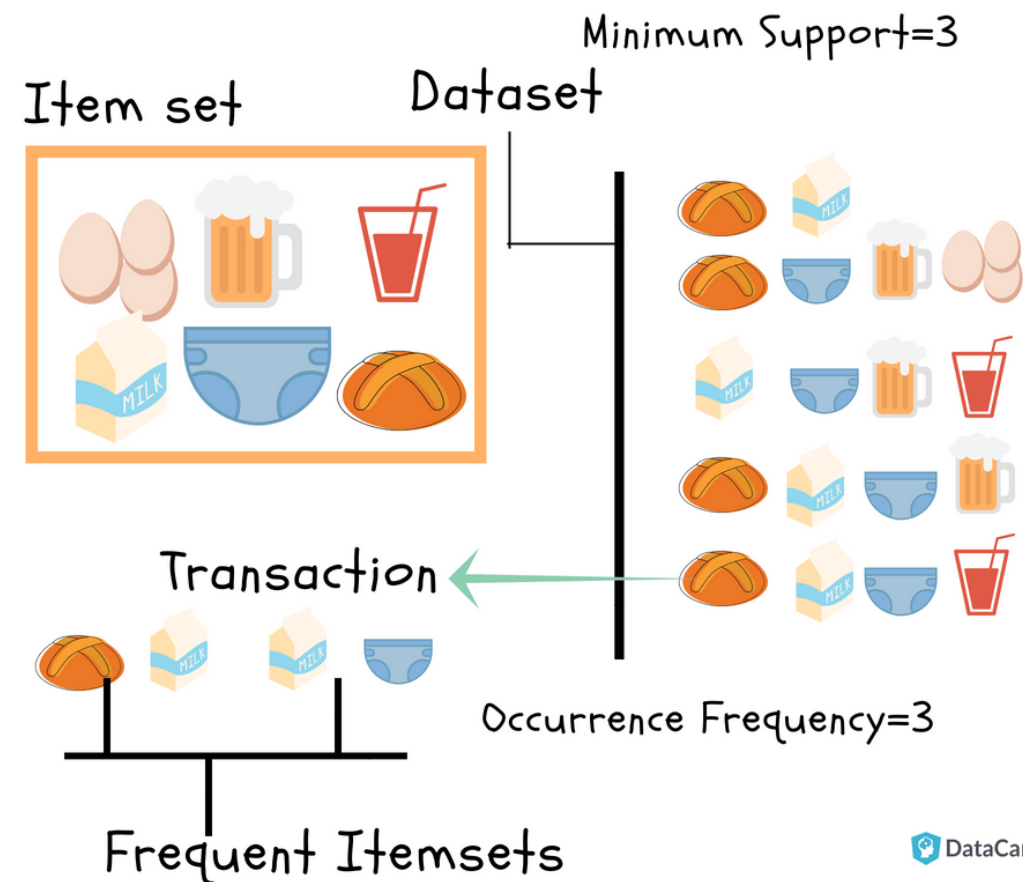 Minimum Support=3
Item set
Dataset
MILK
MILK
MILK
MILK
Transaction
MILK
MILK
MILK
Occurrence Frequency=3
Frequent Itemsets